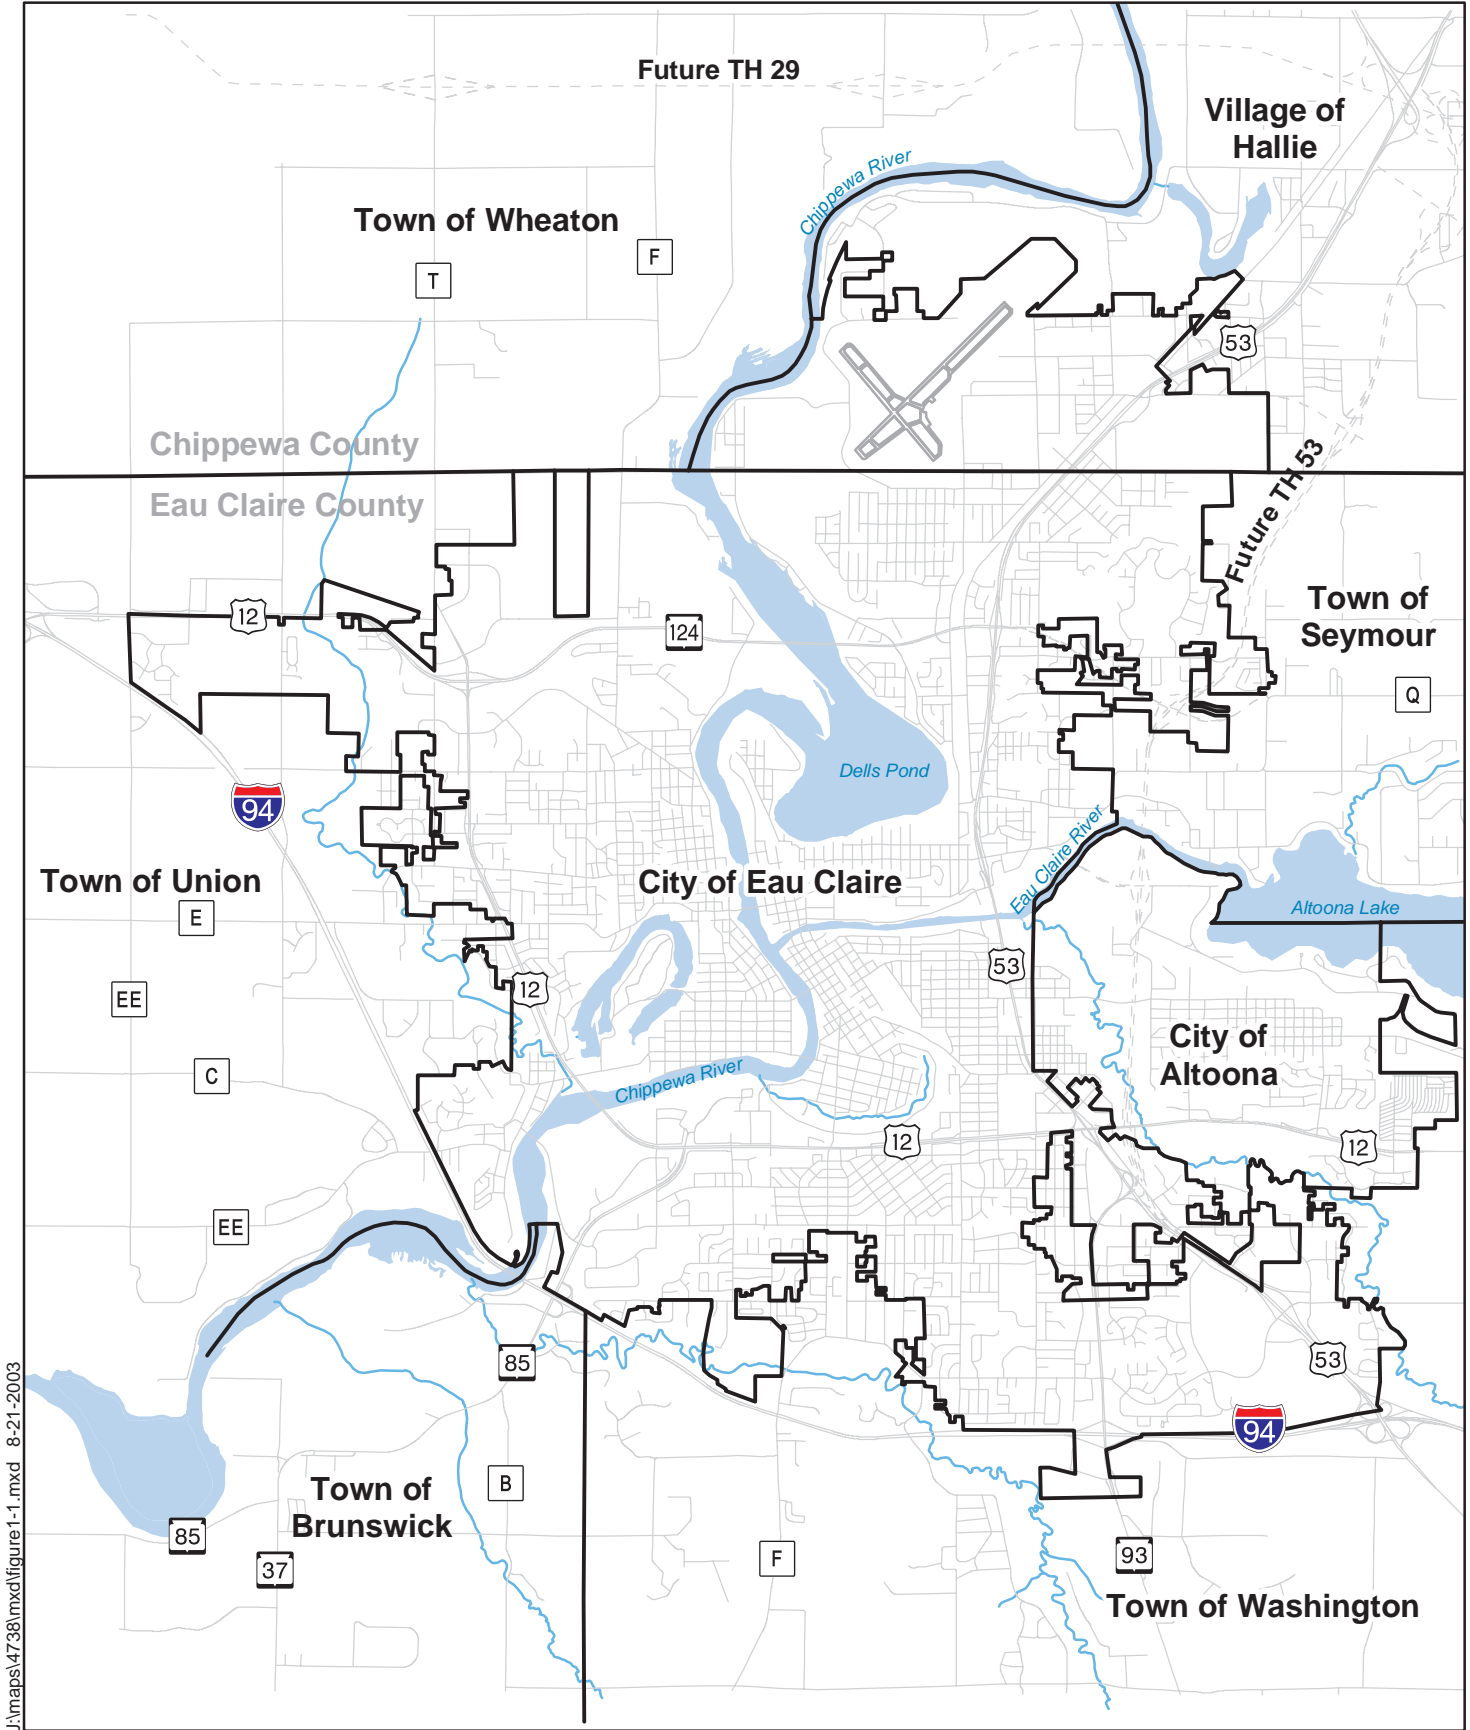 Future TH 29
Village of
Hallie
Chippewa River
Town of Wheaton
F
T
53
Chippewa County
Eau Claire County
Future TH 53
12
124
Town of
Seymour
Q
Dells Pond
94
Eau Claire River
Town of Union
City of Eau Claire
E
Altoona Lake
53
12
EE
City of
Altoona
C
Chippewa River
12
12
EE
85
53
94
Town of
Brunswick
B
85
37
F
93
Town of Washington
J:\maps\4738\mxd\figure1-1.mxd 8-21-2003